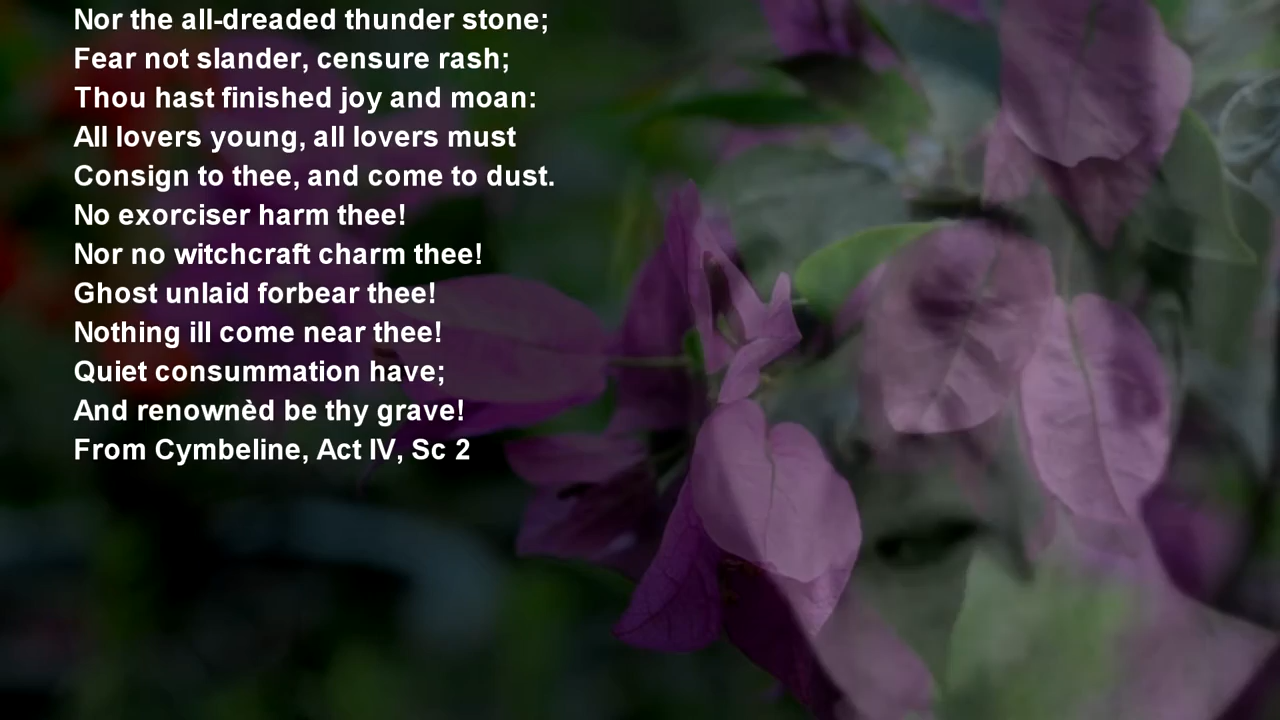 Nor the all-dreaded thunder stone;
Fear not slander, censure rash;
Thou hast finished joy and moan:
All lovers young, all lovers must
Consign to thee, and come to dust.
No exorciser harm thee!
Nor no witchcraft charm thee!
Ghost unlaid forbear thee!
Nothing ill come near thee!
Quiet consummation have;
And renownèd be thy grave!
From Cymbeline, Act IV, Sc 2